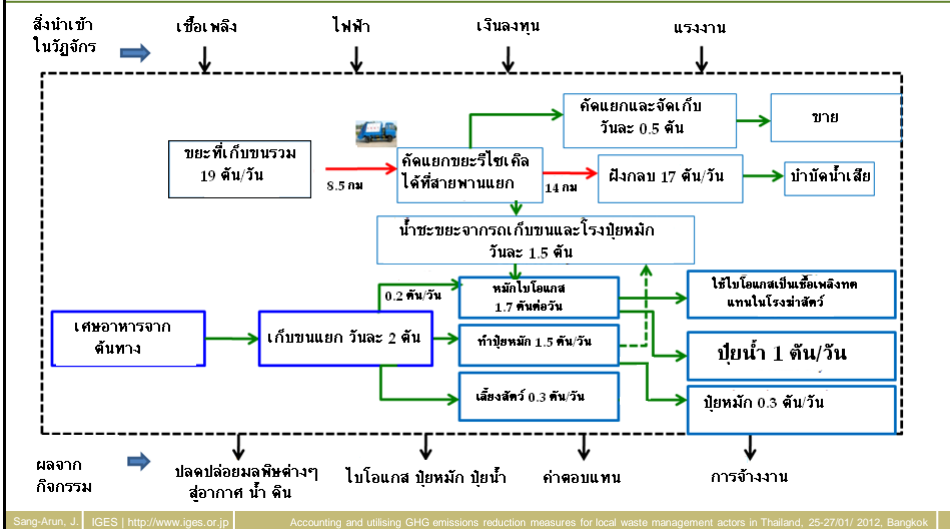 สิ่งนำเข้า
ในวัฏจักร
เชื้อเพลิง
ไฟฟ้า
เงินลงทุน
แรงงาน
คัดแยกและจัดเก็บ
วันละ 0.5 ตัน
ขาย
ขยะที่เก็บขนรวม
19 ตัน/วัน
8.5 กม
คัดแยกขยะรีไซเคิล
ได้ที่สายพานแยก
14 กม
ฝังกลบ 17 ตัน/วัน
บำบัดน้ำเสีย
น้ำชะขยะจากรถเก็บขนและโรงปุ๋ยหมัก
วันละ 1.5 ตัน
0.2 ตัน/วัน
หมักไบโอแกส
1.7 ตันต่อวัน
ใช้ไบโอแกสเป็นเชื้อเพลิงทด
แทนในโรงฆ่าสัตว์
เศษอาหารจาก
ต้นทาง
เก็บขนแยก วันละ 2 ตัน
ทำปุ๋ยหมัก 1.5 ตัน/วัน
ปุ๋ยน้ำ 1 ตัน/วัน
เลี้ยงสัตว์ 0.3 ตัน/วัน
ปุ๋ยหมัก 0.3 ตัน/วัน
ผลจาก
กิจกรรม
ปลดปล่อยมลพิษต่างๆ
สู่อากาศ น้ำ ดิน
ไบโอแกส ปุ๋ยหมัก ปุ๋ยน้ำ
ค่าตอบแทน
การจ้างงาน
Sang-Arun, J. IGES | http://www.iges.or.jp Accounting and utilising GHG emissions reduction measures for local waste management actors in Thailand, 25-27/01/ 2012, Bangkok